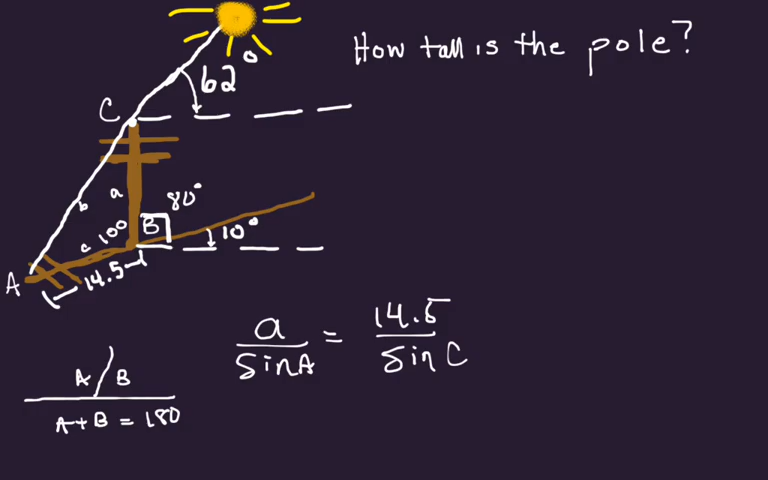 How tall is the pole?
62°
C
b
a
80°
B
100
c
10°
A
14.5
a/sinA = 14.5/sinC
A/B
A+B = 180